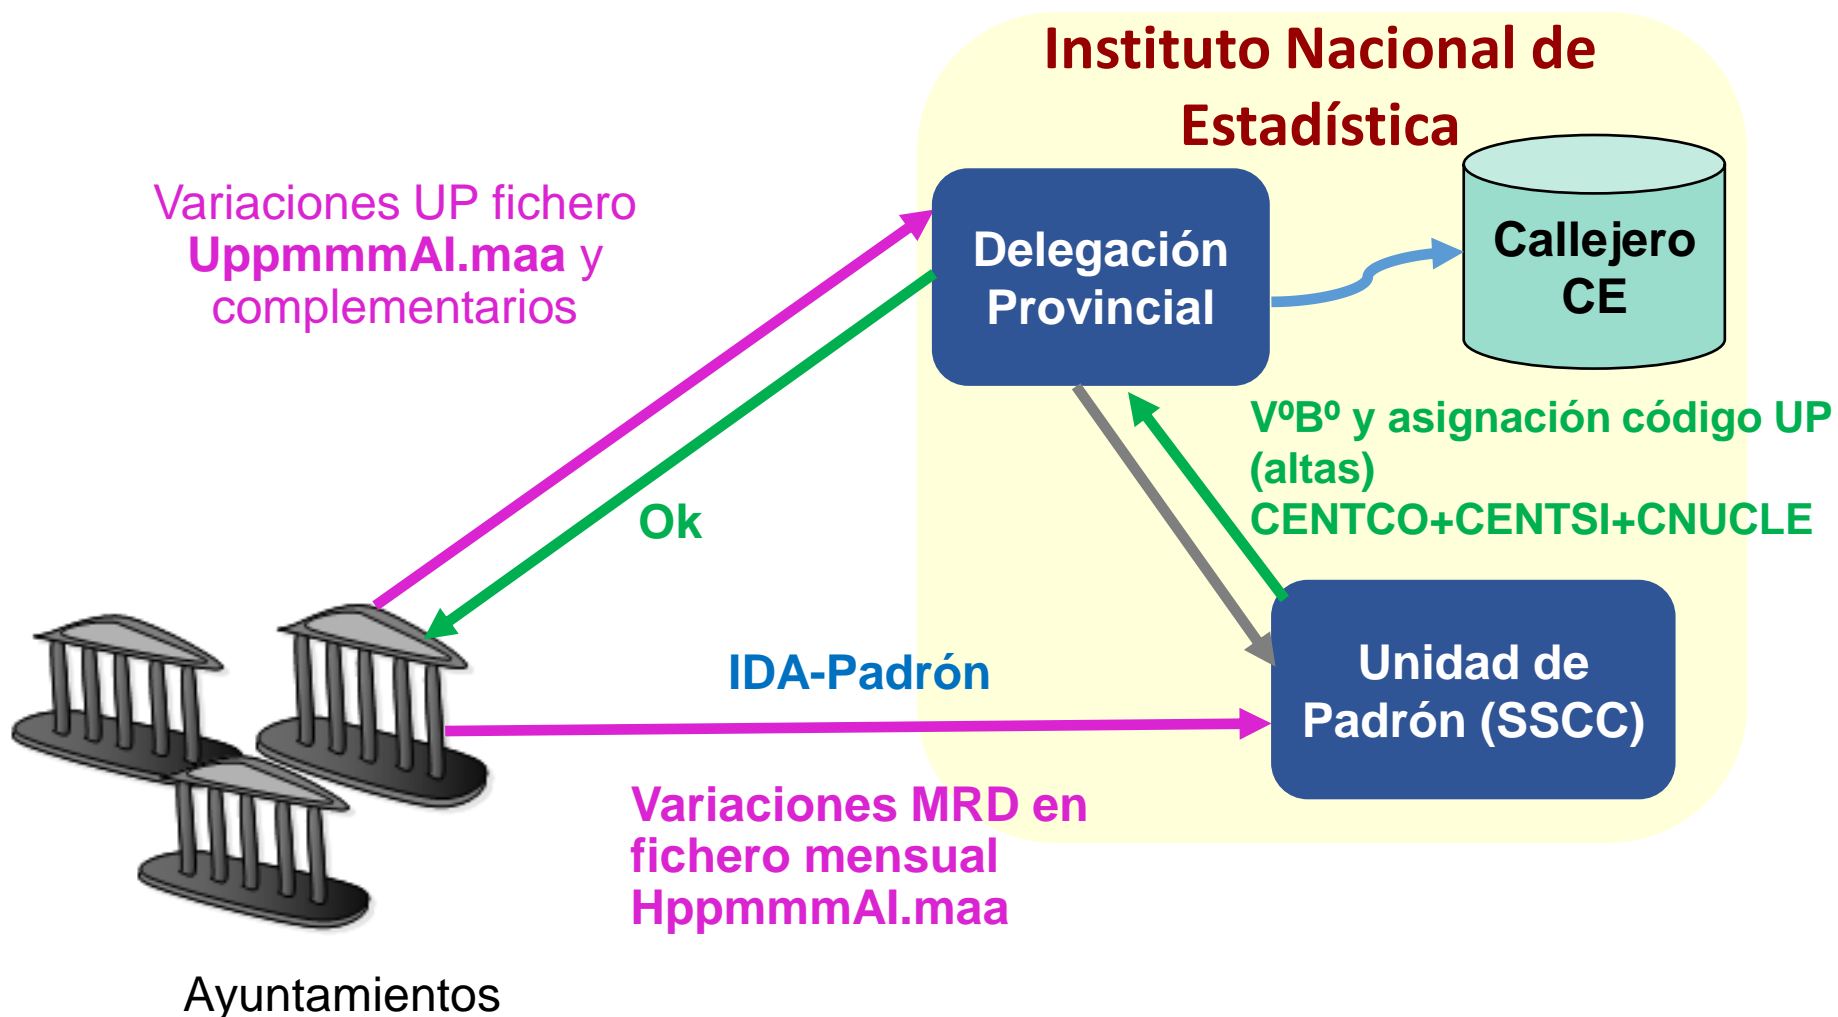 Instituto Nacional de
Estadística
Variaciones UP fichero
UppmmmAI.maa y
complementarios
Delegación
Provincial
Callejero
CE
VºBº y asignación código UP
(altas)
CENTCO+CENTSI+CNUCLE
Ok
IDA-Padrón
Unidad de
Padrón (SSCC)
Variaciones MRD en
fichero mensual
HppmmmAI.maa
Ayuntamientos